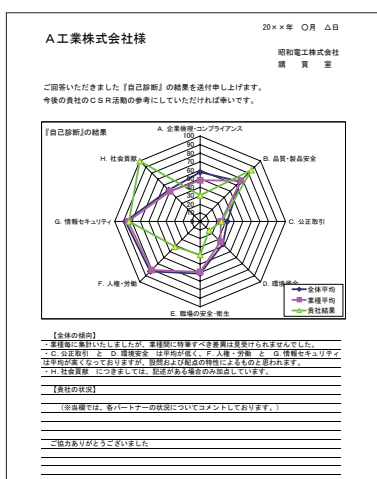 20××年 〇月 △日
A工業株式会社様
昭和電工株式会社
購 買 室
ご回答いただきました『自己診断』の結果を送付申し上げます。
今後の貴社のCSR活動の参考にしていただければ幸いです。
『自己診断』の結果
A. 企業倫理・コンプライアンス
100
90
80
70
60
50
40
30
20
10
0
B. 品質・製品安全
C. 公正取引
D. 環境保全
E. 職場の安全・衛生
F. 人権・労働
G. 情報セキュリティ
H. 社会貢献
全体平均
業種平均
貴社結果
【全体の傾向】
・業種毎に集計いたしましたが、業種間に特筆すべき差異は見受けられませんでした。
・C. 公正取引 と D. 環境安全 は平均が低く、F. 人権・労働 と G. 情報セキュリティ
は平均が高くなっておりますが、設問および配点の特性によるものと思われます。
・H. 社会貢献 につきましては、記述がある場合のみ加点しています。
【貴社の状況】
(※当欄では、各パートナーの状況についてコメントしております。)
ご協力ありがとうございました